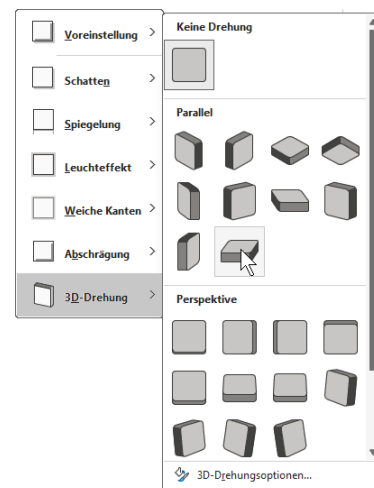 Voreinstellung
Schatten
Spiegelung
Leuchteffekt
Weiche Kanten
Abschrägung
3D-Drehung
Keine Drehung
Parallel
Perspektive
3D-Drehungsoptionen...